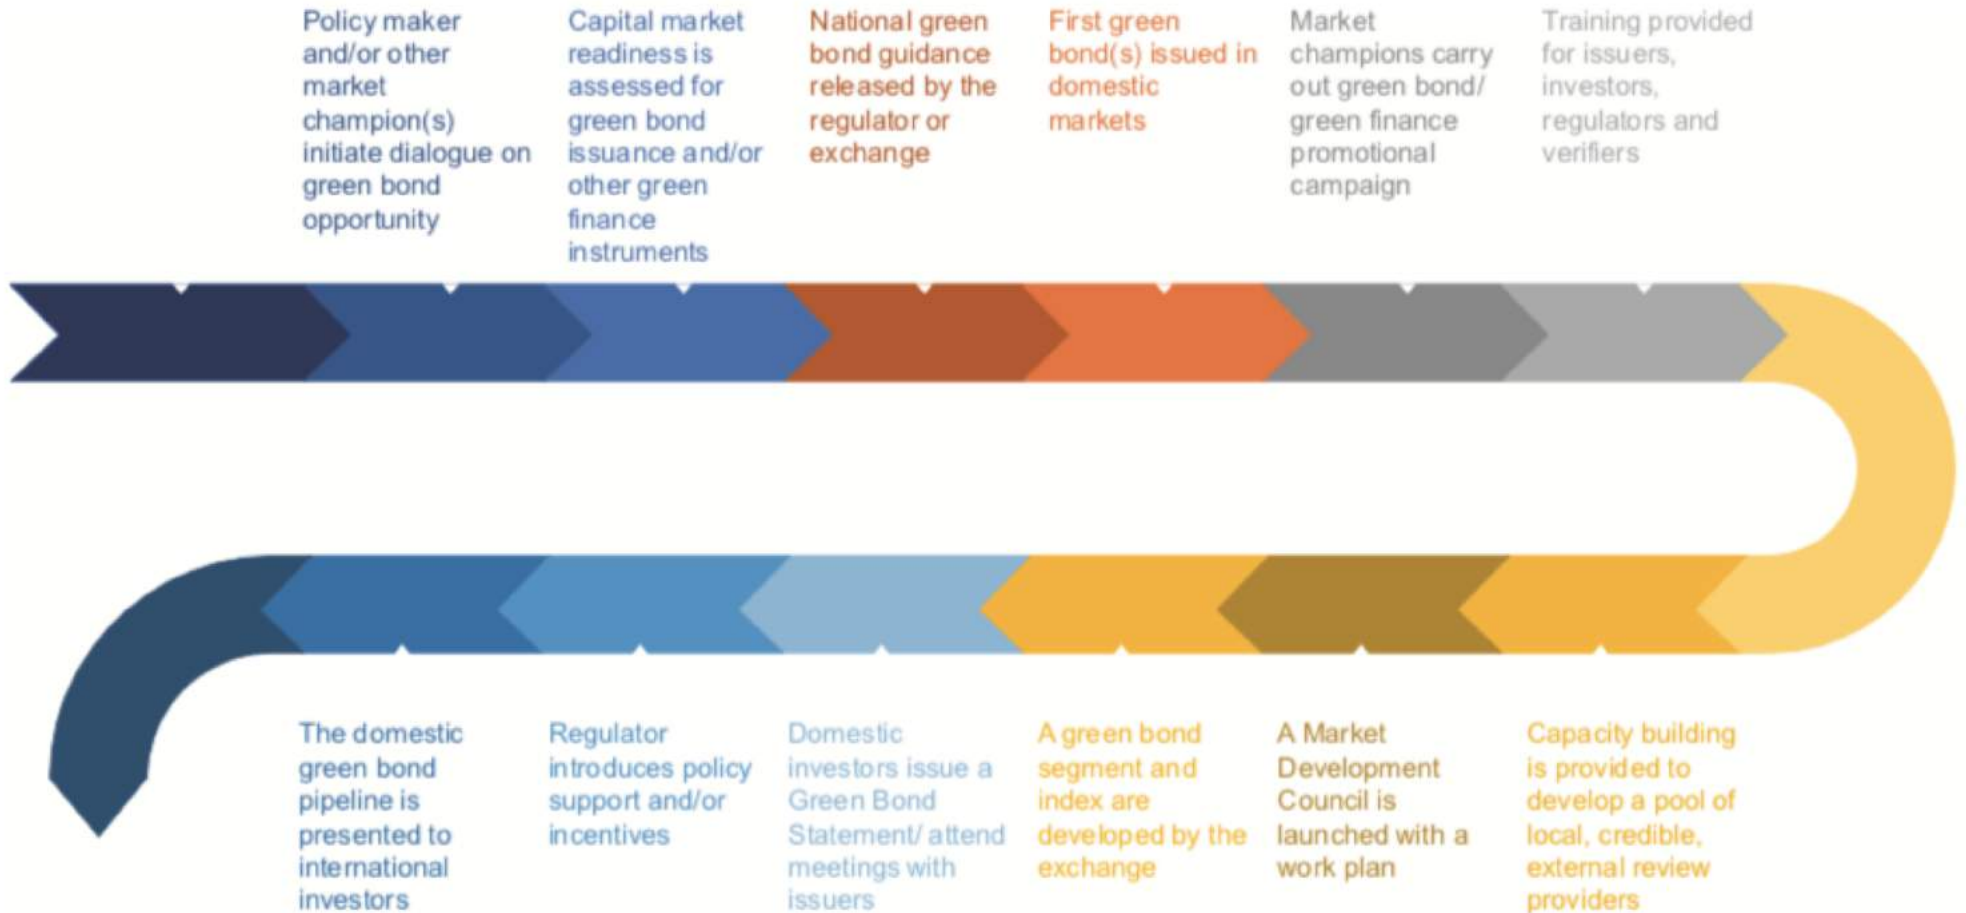 Policy maker
and/or other
market
champion(s)
initiate dialogue on
green bond
opportunity
Capital market
readiness is
assessed for
green bond
issuance and/or
other green
finance
instruments
National green
bond guidance
released by the
regulator or
exchange
First green
bond(s) issued in
domestic
markets
Market
champions carry
out green bond/
green finance
promotional
campaign
Training provided
for issuers,
investors,
regulators and
verifiers
Capacity building
is provided to
develop a pool of
local, credible,
external review
providers
A Market
Development
Council is
launched with a
work plan
A green bond
segment and
index are
developed by the
exchange
Domestic
investors issue a
Green Bond
Statement/ attend
meetings with
issuers
Regulator
introduces policy
support and/or
incentives
The domestic
green bond
pipeline is
presented to
international
investors